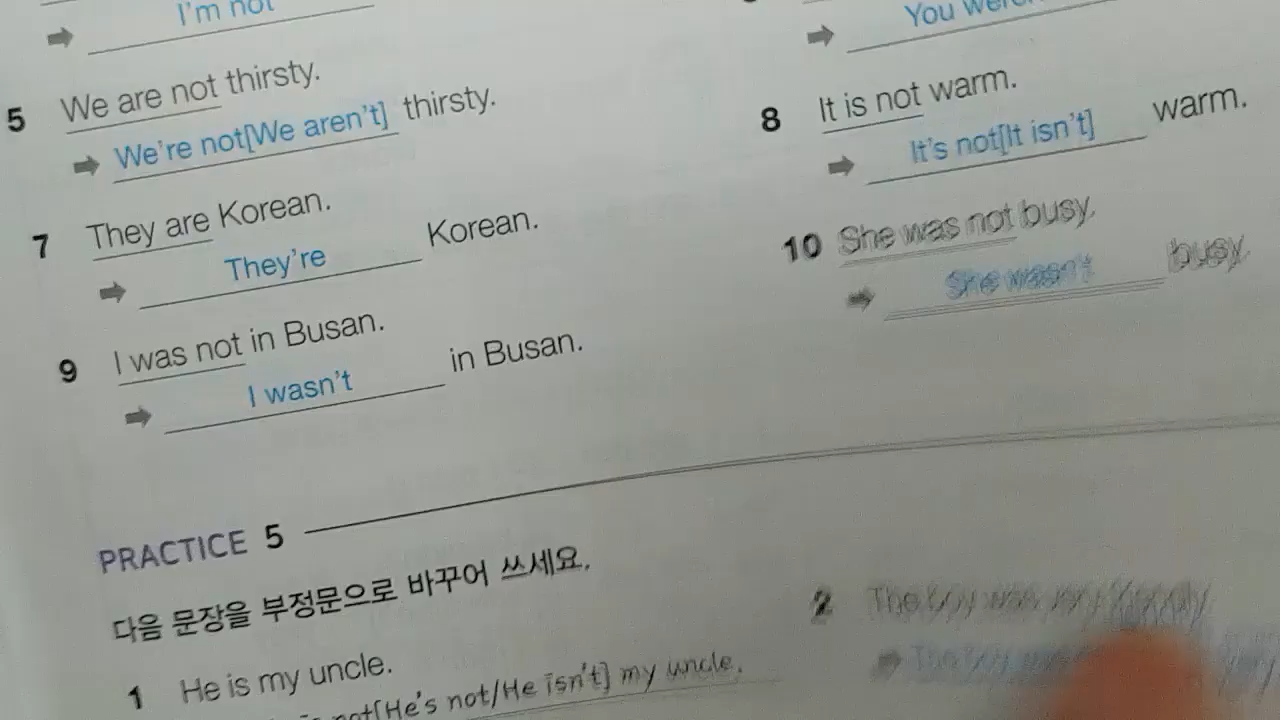 ➡ I'm not
➡ You
5 We are not thirsty.
➡ We're not[We aren't] thirsty.
7 They are Korean.
➡ They're Korean.
9 I was not in Busan.
➡ I wasn't in Busan.
8 It is not warm.
➡ It's not[It isn't] warm.
10 She was not busy.
➡ She wasn't busy.
PRACTICE 5
다음 문장을 부정문으로 바꾸어 쓰세요.
1 He is my uncle.
not[He's not/He isn't] my uncle.
2 The boy was
➡ The boy